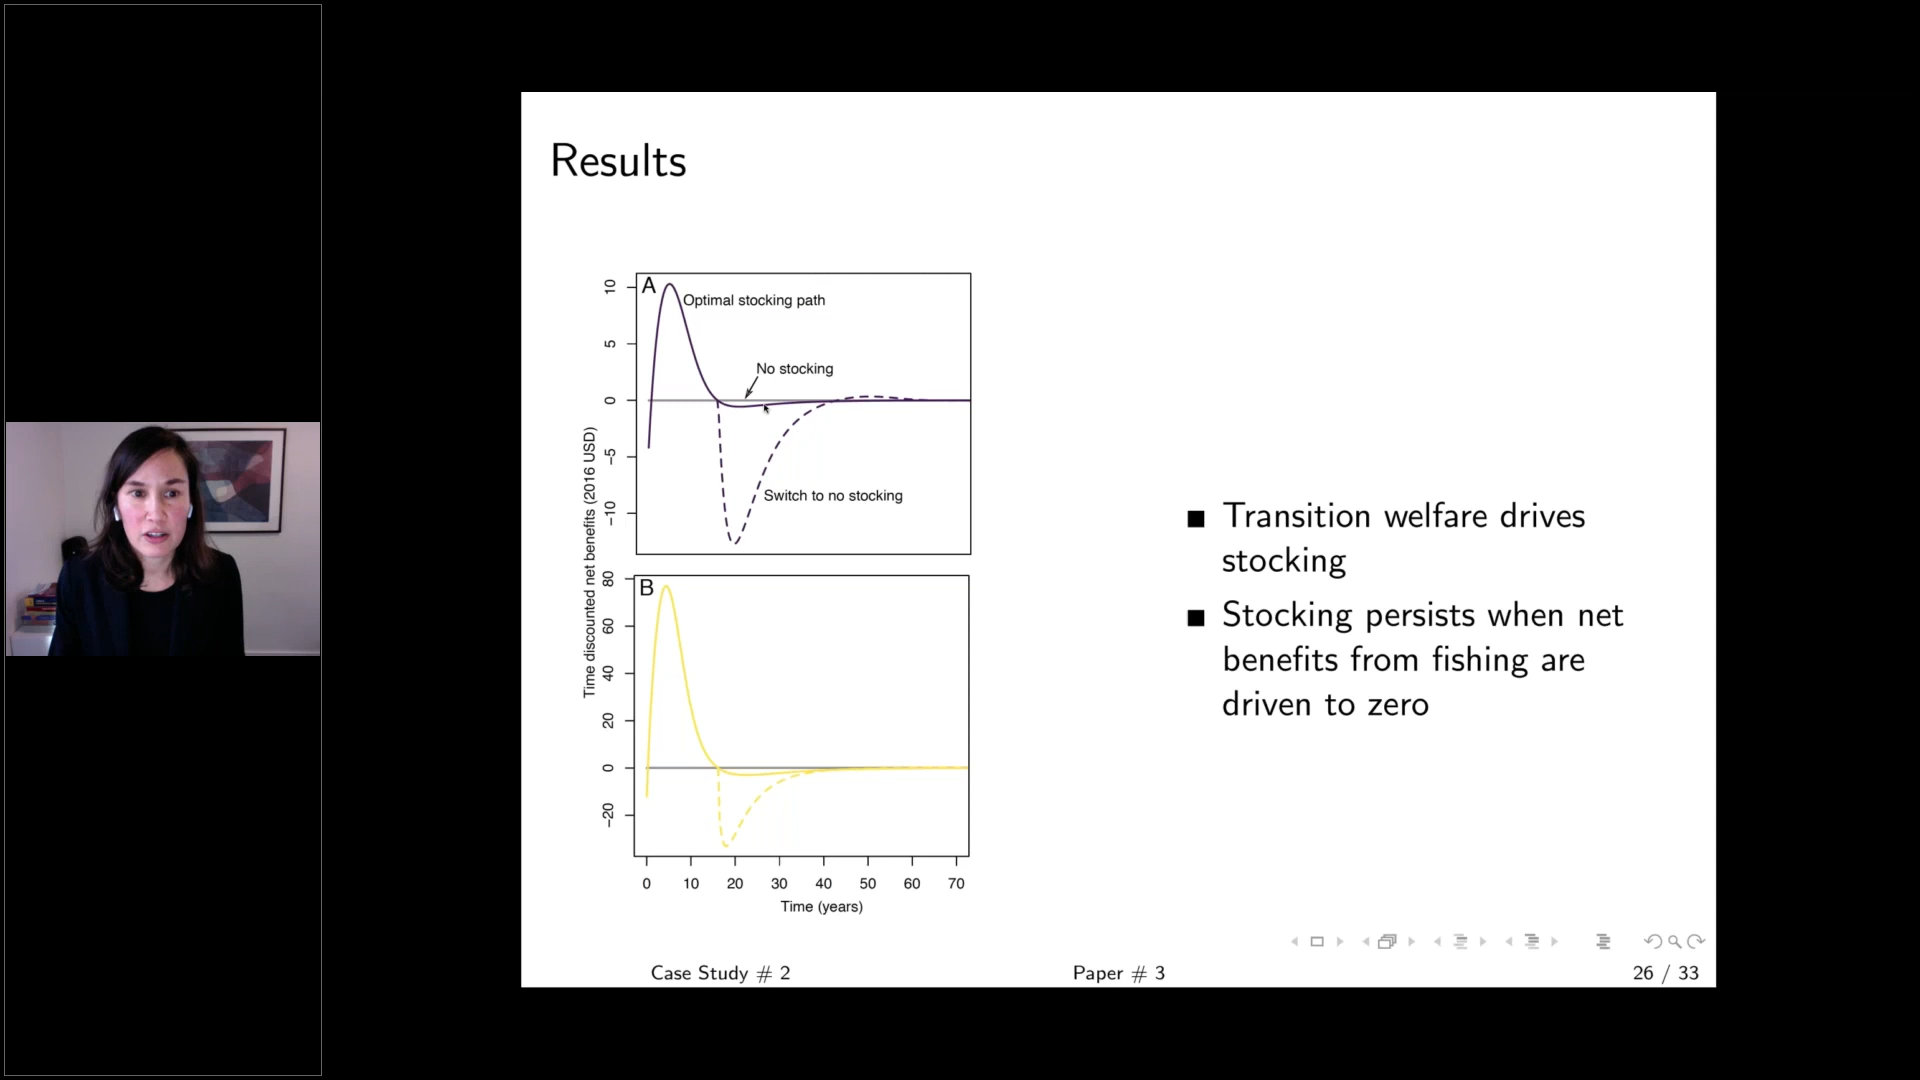 Results
A
Optimal stocking path
No stocking
Switch to no stocking
10
5
0
−5
−10
Time discounted net benefits (2016 USD)
B
80
60
40
20
0
−20
0 10 20 30 40 50 60 70
Time (years)
Transition welfare drives
stocking
Stocking persists when net
benefits from fishing are
driven to zero
Case Study # 2 Paper # 3 26 / 33